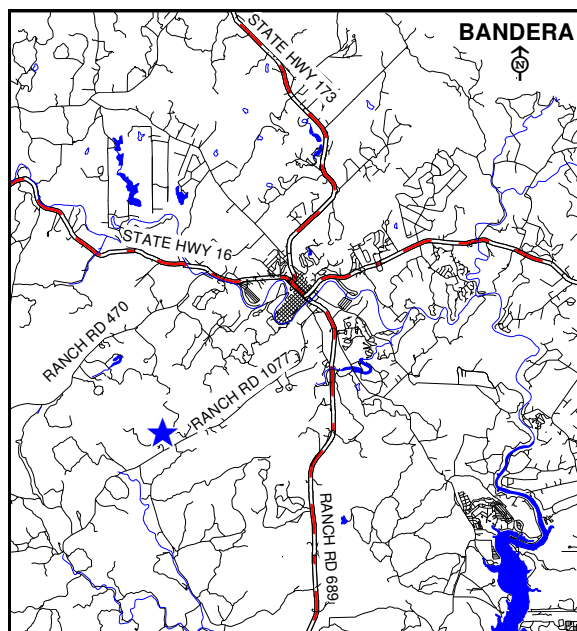 BANDERA
N
STATE HWY 173
STATE HWY 16
RANCH RD 470
RANCH RD 1077
RANCH RD 689